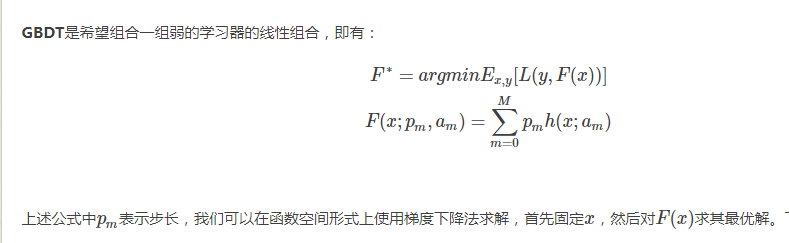 GBDT是希望组合一组弱的学习器的线性组合，即有：
F* = argminE_{x,y}[L(y, F(x))]
F(x; p_m, a_m) = \sum_{m=0}^{M} p_m h(x; a_m)
上述公式中p_m表示步长，我们可以在函数空间形式上使用梯度下降法求解，首先固定x，然后对F(x)求其最优解。